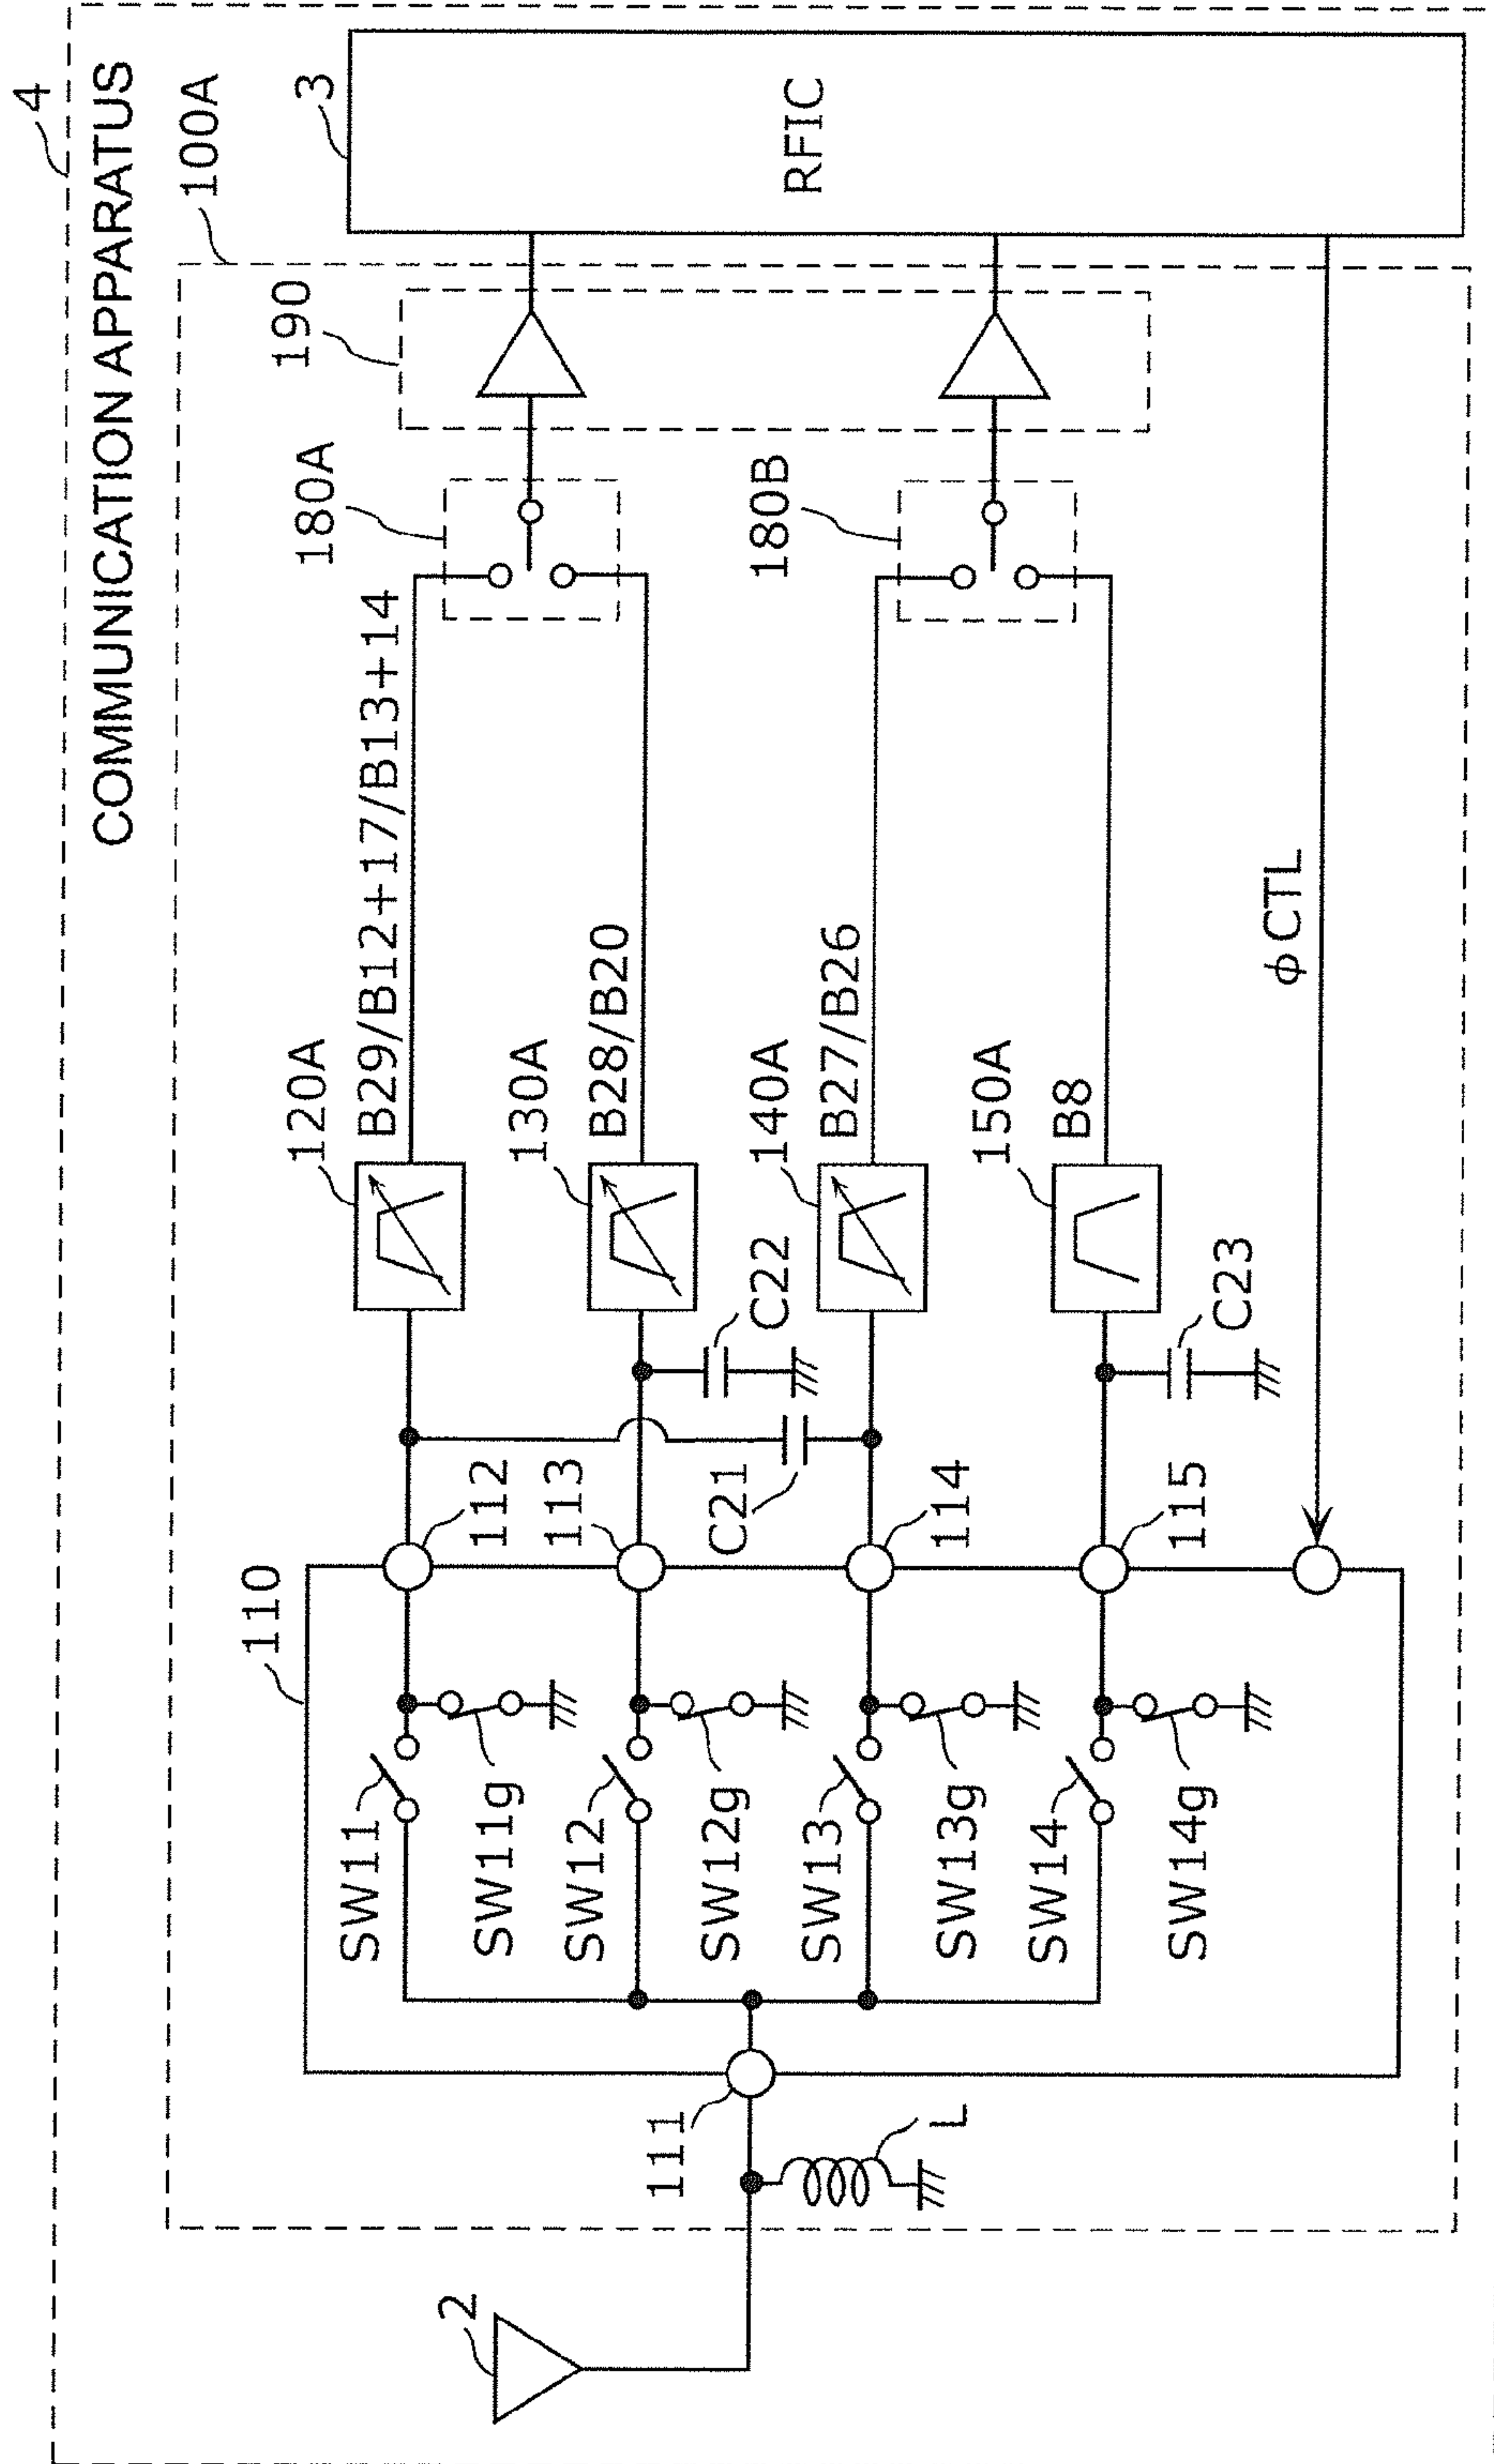 4
COMMUNICATION APPARATUS
100A
3
RFIC
190
180A
180B
120A
B29/B12+17/B13+14
130A
B28/B20
140A
B27/B26
150A
B8
C22
C21
C23
φCTL
110
112
113
114
115
SW11
SW11g
SW12
SW12g
SW13
SW13g
SW14
SW14g
111
L
2